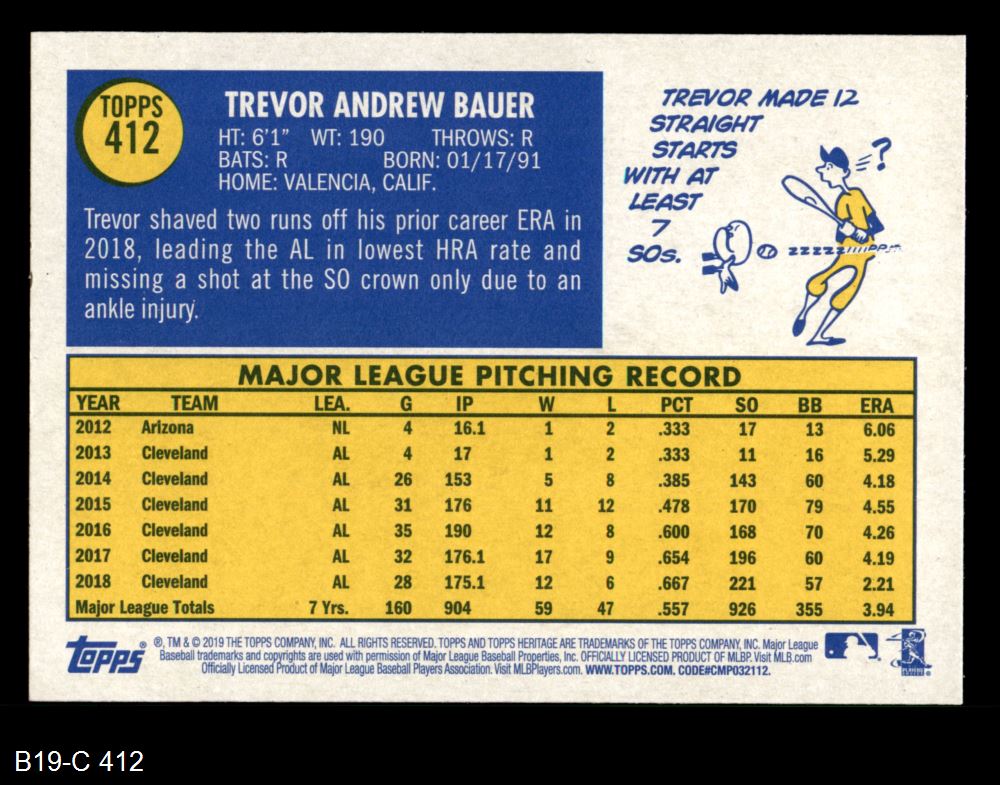 TOPPS
412
TREVOR ANDREW BAUER
HT: 6'1" WT: 190 THROWS: R
BATS: R BORN: 01/17/91
HOME: VALENCIA, CALIF.
Trevor shaved two runs off his prior career ERA in
2018, leading the AL in lowest HRA rate and
missing a shot at the SO crown only due to an
ankle injury.
TREVOR MADE 12
STRAIGHT
STARTS
WITH AT
LEAST
7
SOs.
?
MAJOR LEAGUE PITCHING RECORD
YEAR TEAM LEA. G IP W L PCT SO BB ERA
2012 Arizona NL 4 16.1 1 2 .333 17 13 6.06
2013 Cleveland AL 4 17 1 2 .333 11 16 5.29
2014 Cleveland AL 26 153 5 8 .385 143 60 4.18
2015 Cleveland AL 31 176 11 12 .478 170 79 4.55
2016 Cleveland AL 35 190 12 8 .600 168 70 4.26
2017 Cleveland AL 32 176.1 17 9 .654 196 60 4.19
2018 Cleveland AL 28 175.1 12 6 .667 221 57 2.21
Major League Totals 7 Yrs. 160 904 59 47 .557 926 355 3.94
Topps®
®, TM & © 2019 THE TOPPS COMPANY, INC. ALL RIGHTS RESERVED. TOPPS AND TOPPS HERITAGE ARE TRADEMARKS OF THE TOPPS COMPANY, INC. Major League
Baseball trademarks and copyrights are used with permission of Major League Baseball Properties, Inc. OFFICIALLY LICENSED PRODUCT OF MLBP. Visit MLB.com
Officially Licensed Product of Major League Baseball Players Association. Visit MLBPlayers.com. WWW.TOPPS.COM. CODE#CMP032112.
B19-C 412